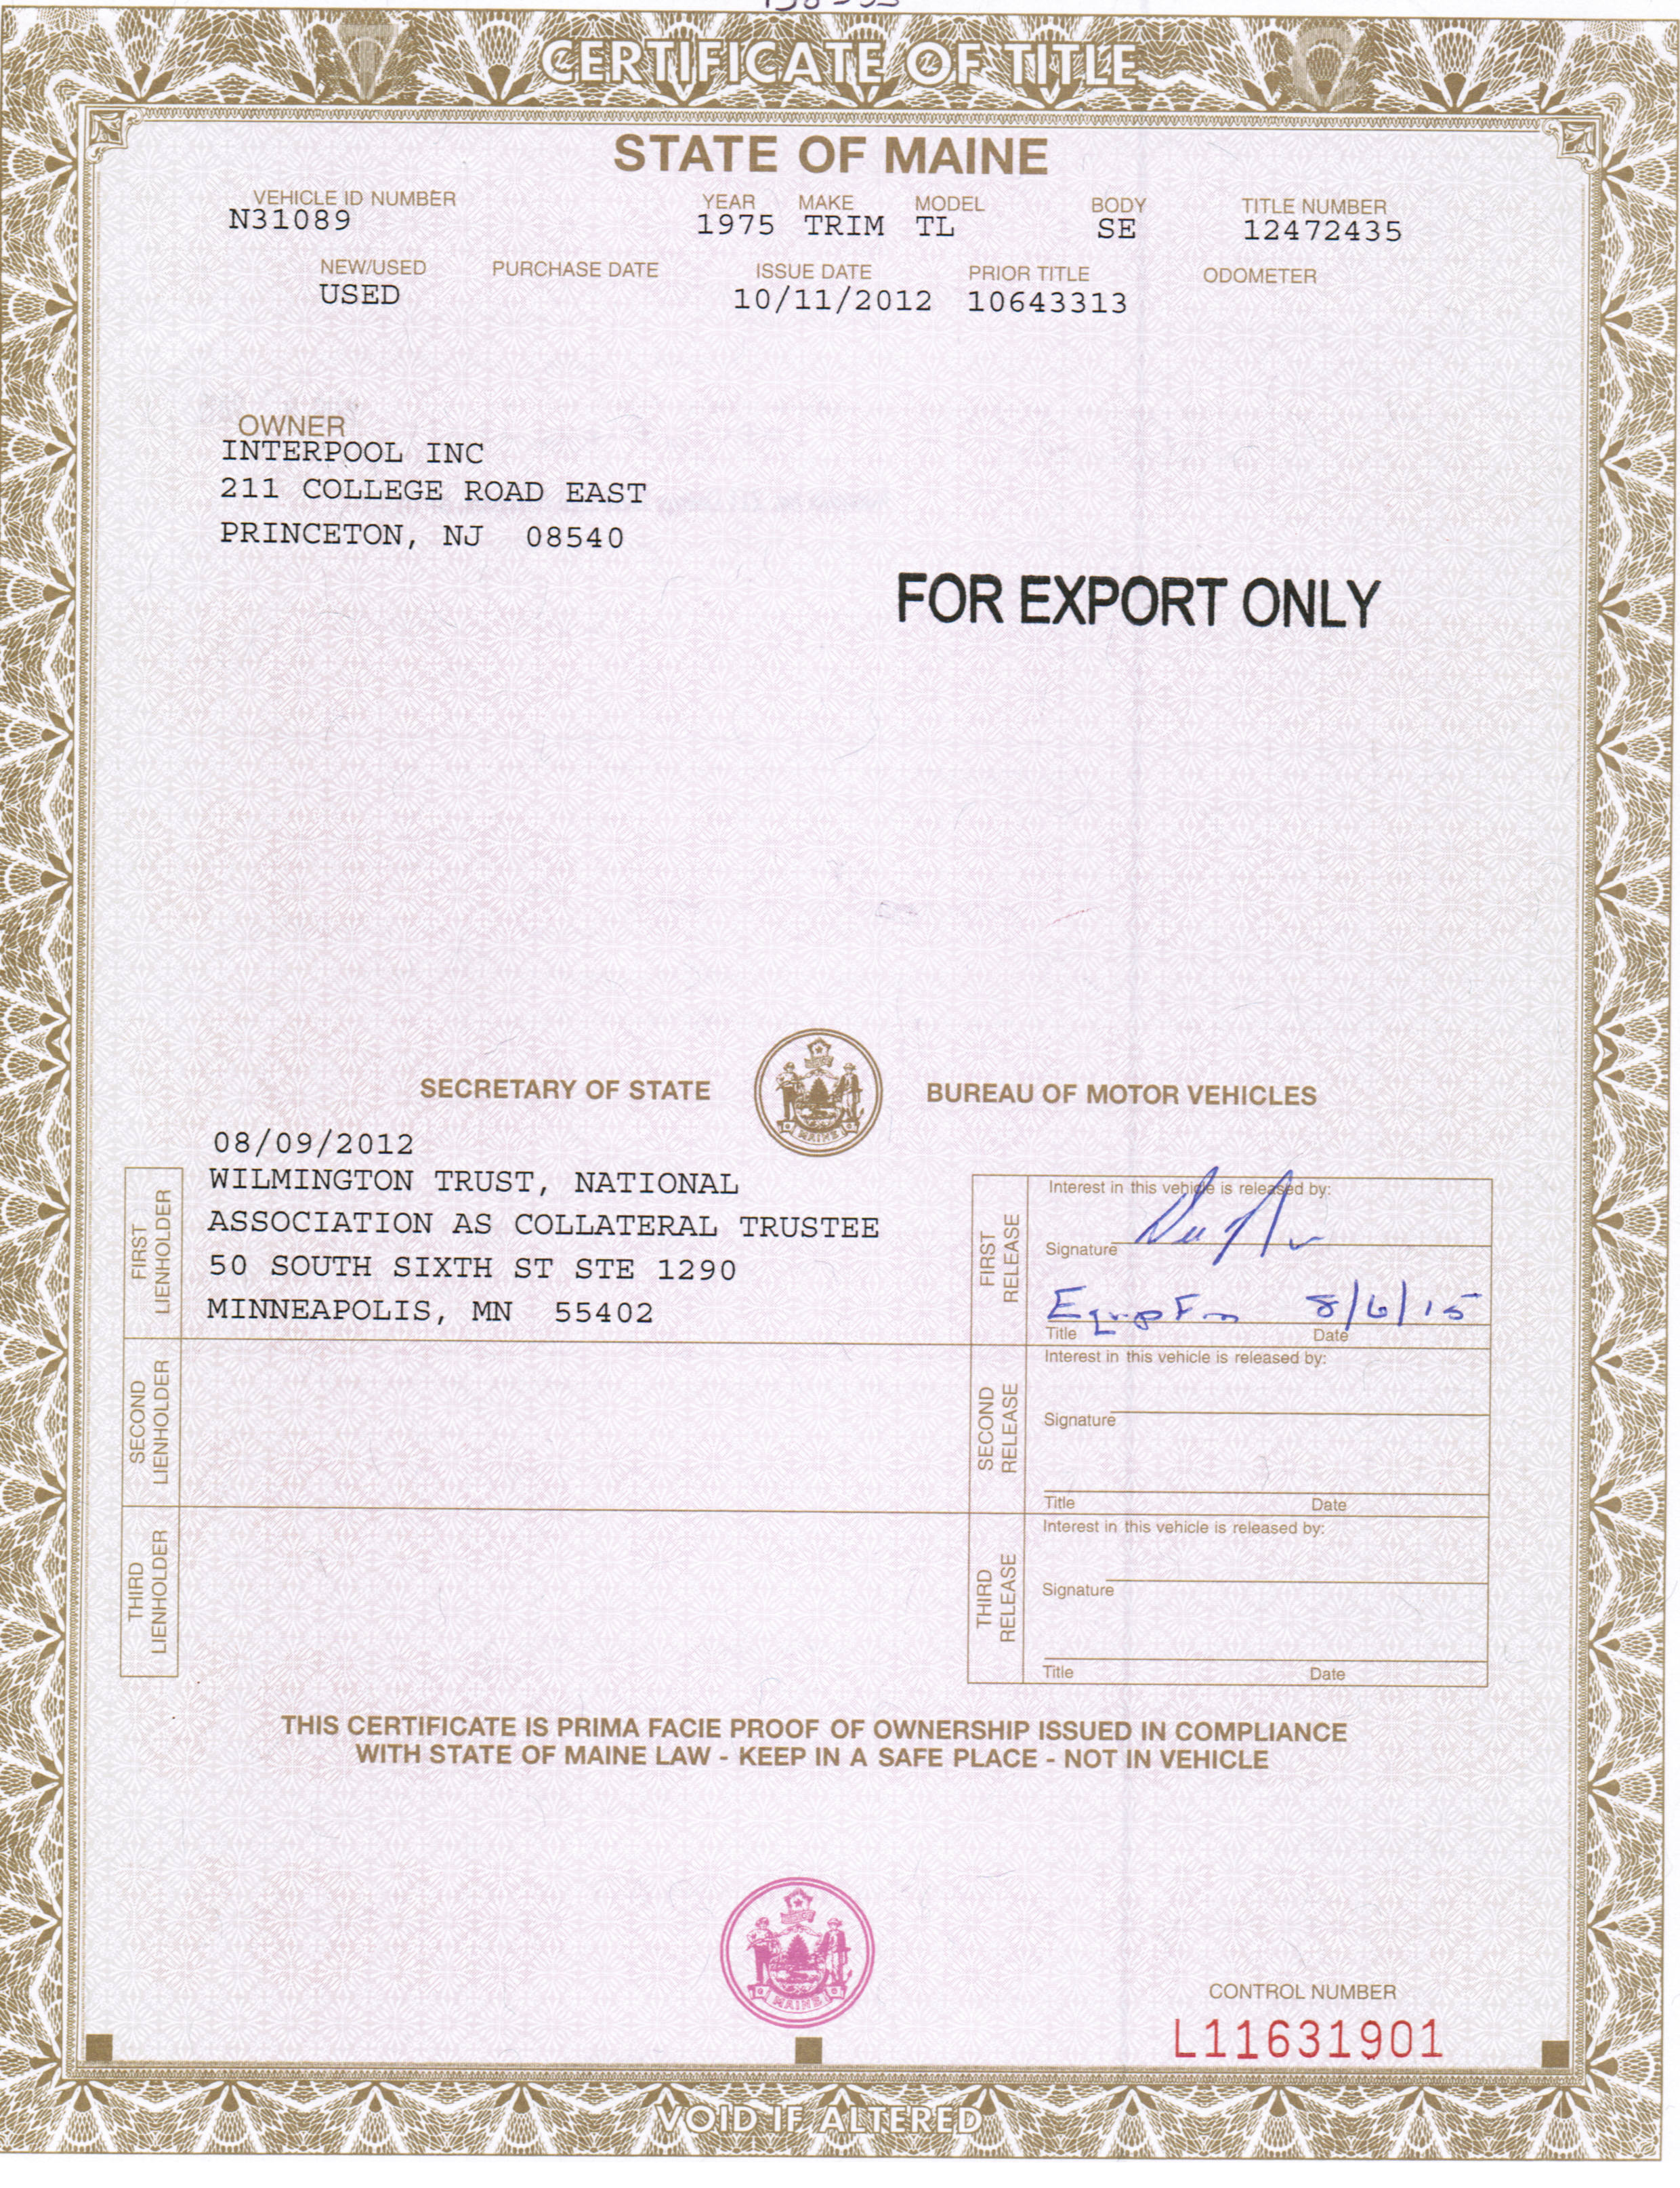 CERTIFICATE OF TITLE
STATE OF MAINE
VEHICLE ID NUMBER YEAR MAKE MODEL BODY TITLE NUMBER
N31089 1975 TRIM TL SE 12472435
NEW/USED PURCHASE DATE ISSUE DATE PRIOR TITLE ODOMETER
USED 10/11/2012 10643313
OWNER
INTERPOOL INC
211 COLLEGE ROAD EAST
PRINCETON, NJ 08540
FOR EXPORT ONLY
SECRETARY OF STATE BUREAU OF MOTOR VEHICLES
MAINE
08/09/2012
FIRST LIENHOLDER
WILMINGTON TRUST, NATIONAL
ASSOCIATION AS COLLATERAL TRUSTEE
50 SOUTH SIXTH ST STE 1290
MINNEAPOLIS, MN 55402
FIRST RELEASE
Interest in this vehicle is released by:
Signature
8/6/15
Title Date
SECOND LIENHOLDER
SECOND RELEASE
Interest in this vehicle is released by:
Signature
Title Date
THIRD LIENHOLDER
THIRD RELEASE
Interest in this vehicle is released by:
Signature
Title Date
THIS CERTIFICATE IS PRIMA FACIE PROOF OF OWNERSHIP ISSUED IN COMPLIANCE
WITH STATE OF MAINE LAW - KEEP IN A SAFE PLACE - NOT IN VEHICLE
MAINE
CONTROL NUMBER
L11631901
VOID IF ALTERED